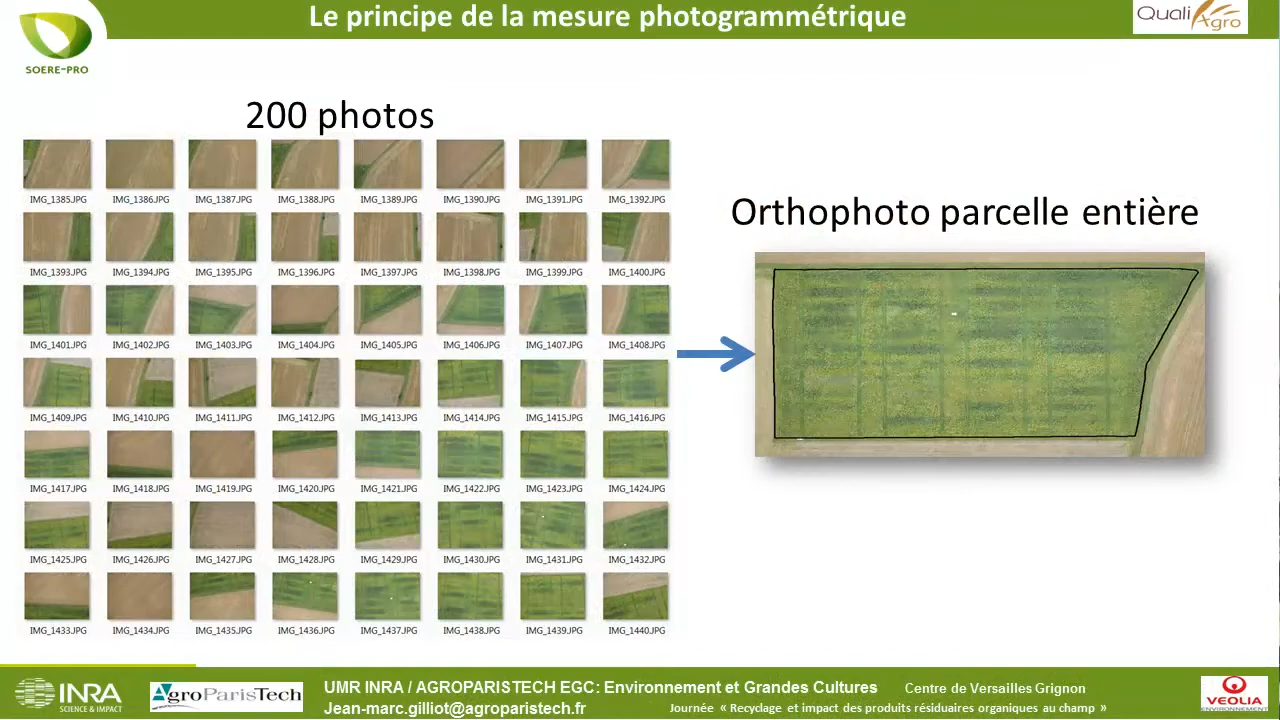 Le principe de la mesure photogrammétrique
Quali Agro
SOERE-PRO
200 photos
IMG_1385.JPG IMG_1386.JPG IMG_1387.JPG IMG_1388.JPG IMG_1389.JPG IMG_1390.JPG IMG_1391.JPG IMG_1392.JPG
IMG_1393.JPG IMG_1394.JPG IMG_1395.JPG IMG_1396.JPG IMG_1397.JPG IMG_1398.JPG IMG_1399.JPG IMG_1400.JPG
IMG_1401.JPG IMG_1402.JPG IMG_1403.JPG IMG_1404.JPG IMG_1405.JPG IMG_1406.JPG IMG_1407.JPG IMG_1408.JPG
IMG_1409.JPG IMG_1410.JPG IMG_1411.JPG IMG_1412.JPG IMG_1413.JPG IMG_1414.JPG IMG_1415.JPG IMG_1416.JPG
IMG_1417.JPG IMG_1418.JPG IMG_1419.JPG IMG_1420.JPG IMG_1421.JPG IMG_1422.JPG IMG_1423.JPG IMG_1424.JPG
IMG_1425.JPG IMG_1426.JPG IMG_1427.JPG IMG_1428.JPG IMG_1429.JPG IMG_1430.JPG IMG_1431.JPG IMG_1432.JPG
IMG_1433.JPG IMG_1434.JPG IMG_1435.JPG IMG_1436.JPG IMG_1437.JPG IMG_1438.JPG IMG_1439.JPG IMG_1440.JPG
Orthophoto parcelle entière
INRA
SCIENCE & IMPACT
AgroParisTech
UMR INRA / AGROPARISTECH EGC: Environnement et Grandes Cultures Centre de Versailles Grignon
Jean-marc.gilliot@agroparistech.fr Journée « Recyclage et impact des produits résiduaires organiques au champ »
VEOLIA
ENVIRONNEMENT